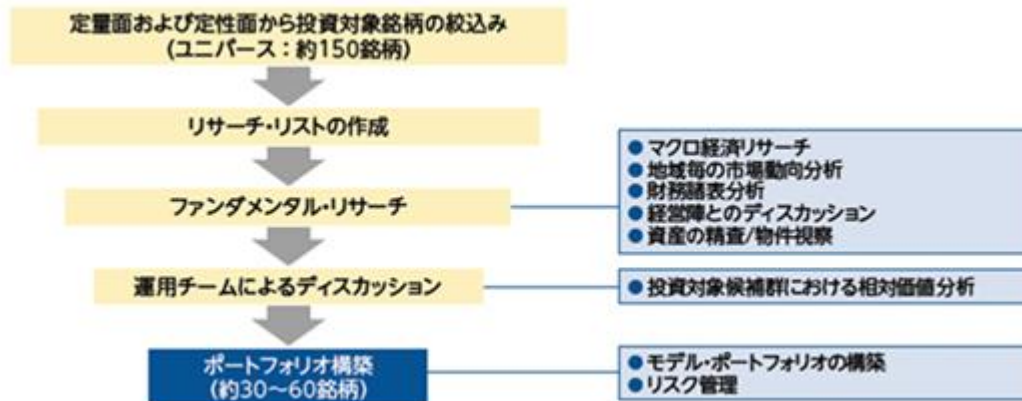 定量面および定性面から投資対象銘柄の絞込み
(ユニバース：約150銘柄)
リサーチ・リストの作成
ファンダメンタル・リサーチ
● マクロ経済リサーチ
● 地域毎の市場動向分析
● 財務諸表分析
● 経営陣とのディスカッション
● 資産の精査/物件視察
運用チームによるディスカッション
● 投資対象候補群における相対価値分析
ポートフォリオ構築
(約30～60銘柄)
● モデル・ポートフォリオの構築
● リスク管理